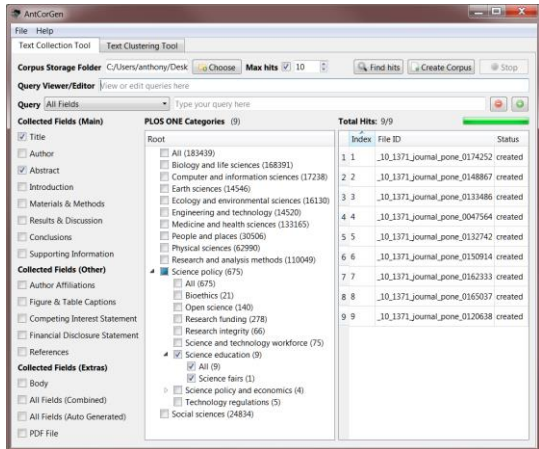 AntCorGen
File Help
Text Collection Tool Text Clustering Tool
Corpus Storage Folder C:/Users/anthony/Desk Choose Max hits 10 Find hits Create Corpus Stop
Query Viewer/Editor View or edit queries here
Query All Fields Type your query here
Collected Fields (Main)
Title
Author
Abstract
Introduction
Materials & Methods
Results & Discussion
Conclusions
Supporting Information
Collected Fields (Other)
Author Affiliations
Figure & Table Captions
Competing Interest Statement
Financial Disclosure Statement
References
Collected Fields (Extras)
Body
All Fields (Combined)
All Fields (Auto Generated)
PDF File
PLOS ONE Categories (9)
Root
All (183439)
Biology and life sciences (168391)
Computer and information sciences (17238)
Earth sciences (14546)
Ecology and environmental sciences (16130)
Engineering and technology (14520)
Medicine and health sciences (133165)
People and places (30506)
Physical sciences (62990)
Research and analysis methods (110049)
Science policy (675)
All (675)
Bioethics (21)
Open science (140)
Research funding (278)
Research integrity (66)
Science and technology workforce (75)
Science education (9)
All (9)
Science fairs (1)
Science policy and economics (4)
Technology regulations (5)
Social sciences (24834)
Total Hits: 9/9
Index File ID Status
1 1 _10_1371_journal_pone_0174252 created
2 2 _10_1371_journal_pone_0148867 created
3 3 _10_1371_journal_pone_0133486 created
4 4 _10_1371_journal_pone_0047564 created
5 5 _10_1371_journal_pone_0132742 created
6 6 _10_1371_journal_pone_0150914 created
7 7 _10_1371_journal_pone_0162333 created
8 8 _10_1371_journal_pone_0165037 created
9 9 _10_1371_journal_pone_0120638 created